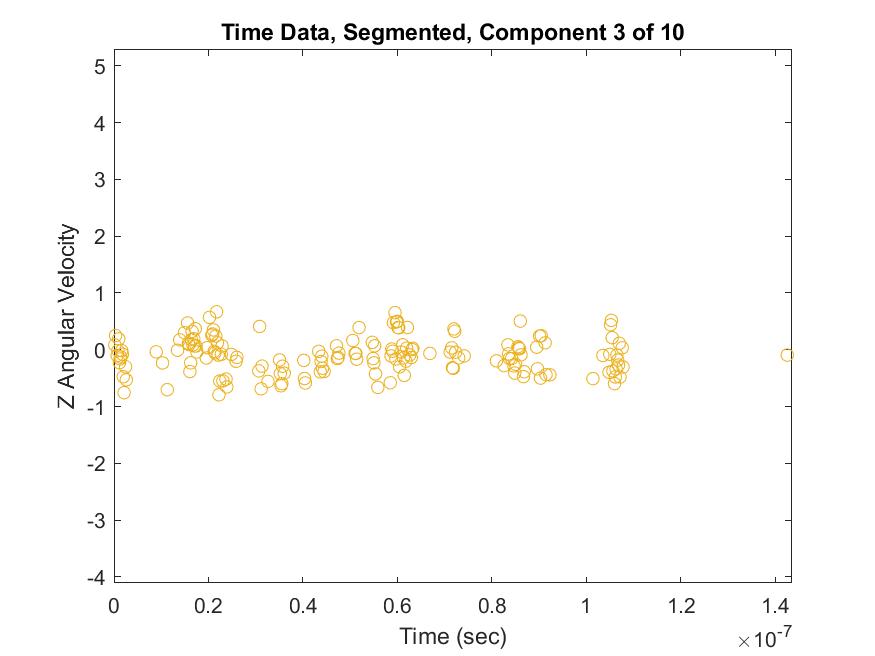 Time Data, Segmented, Component 3 of 10
Z Angular Velocity
5
4
3
2
1
0
-1
-2
-3
-4
0 0.2 0.4 0.6 0.8 1 1.2 1.4
Time (sec)
×10⁻⁷